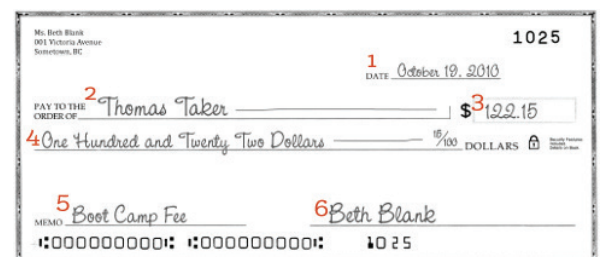 Ms. Beth Blank
001 Victoria Avenue
Sometown, BC
1025
1
DATE October 19, 2010
PAY TO THE
ORDER OF 2 Thomas Taker $ 3 122.15
4 One Hundred and Twenty Two Dollars 15/100 DOLLARS
5 6
MEMO Boot Camp Fee Beth Blank
⑆000000000⑆ ⑆000000000⑆ 1025